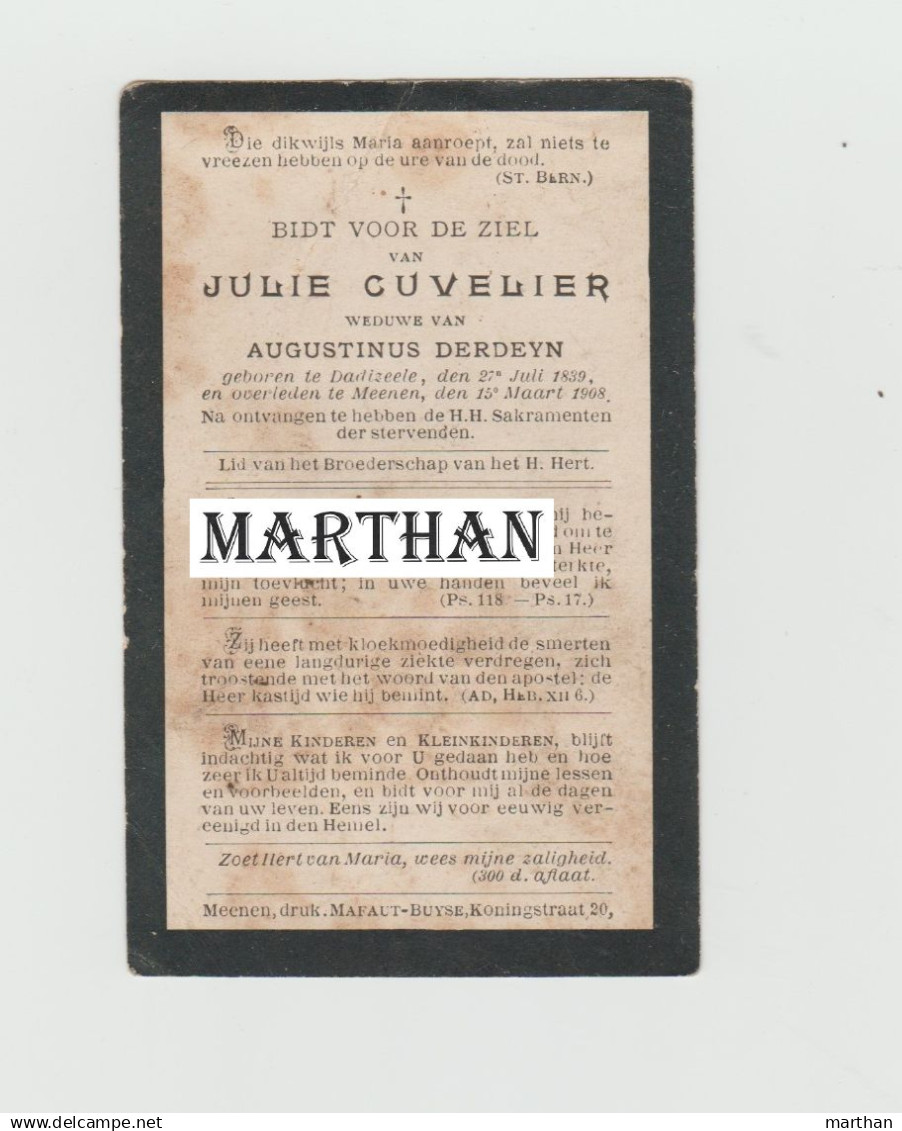 Die dikwijls Maria aanroept, zal niets te
vreezen hebben op de ure van de dood.
(ST. BERN.)
BIDT VOOR DE ZIEL
VAN
JULIE CUVELIER
WEDUWE VAN
AUGUSTINUS DERDEYN
geboren te Dadizeele, den 27n Juli 1839,
en overleden te Meenen, den 15e Maart 1908.
Na ontvangen te hebben de H.H. Sakramenten
der stervenden.
Lid van het Broederschap van het H. Hert.
be-
om te
Heer
MARTHAN
mijn toevlucht; in uwe handen beveel ik
mijnen geest. (Ps. 118 — Ps. 17.)
Zij heeft met kloekmoedigheid de smerten
van eene langdurige ziekte verdregen, zich
troostende met het woord van den apostel: de
Heer kastijd wie hij bemint. (AD, HEB. XII 6.)
MIJNE KINDEREN en KLEINKINDEREN, blijft
indachtig wat ik voor U gedaan heb en hoe
zeer ik U altijd beminde. Onthoudt mijne lessen
en voorbeelden, en bidt voor mij al de dagen
van uw leven. Eens zijn wij voor eeuwig ver-
eenigd in den Hemel.
Zoet Hert van Maria, wees mijne zaligheid.
(300 d. aflaat.
Meenen, druk. MAFAUT-BUYSE, Koningstraat 20,
delcampe.net
marthan